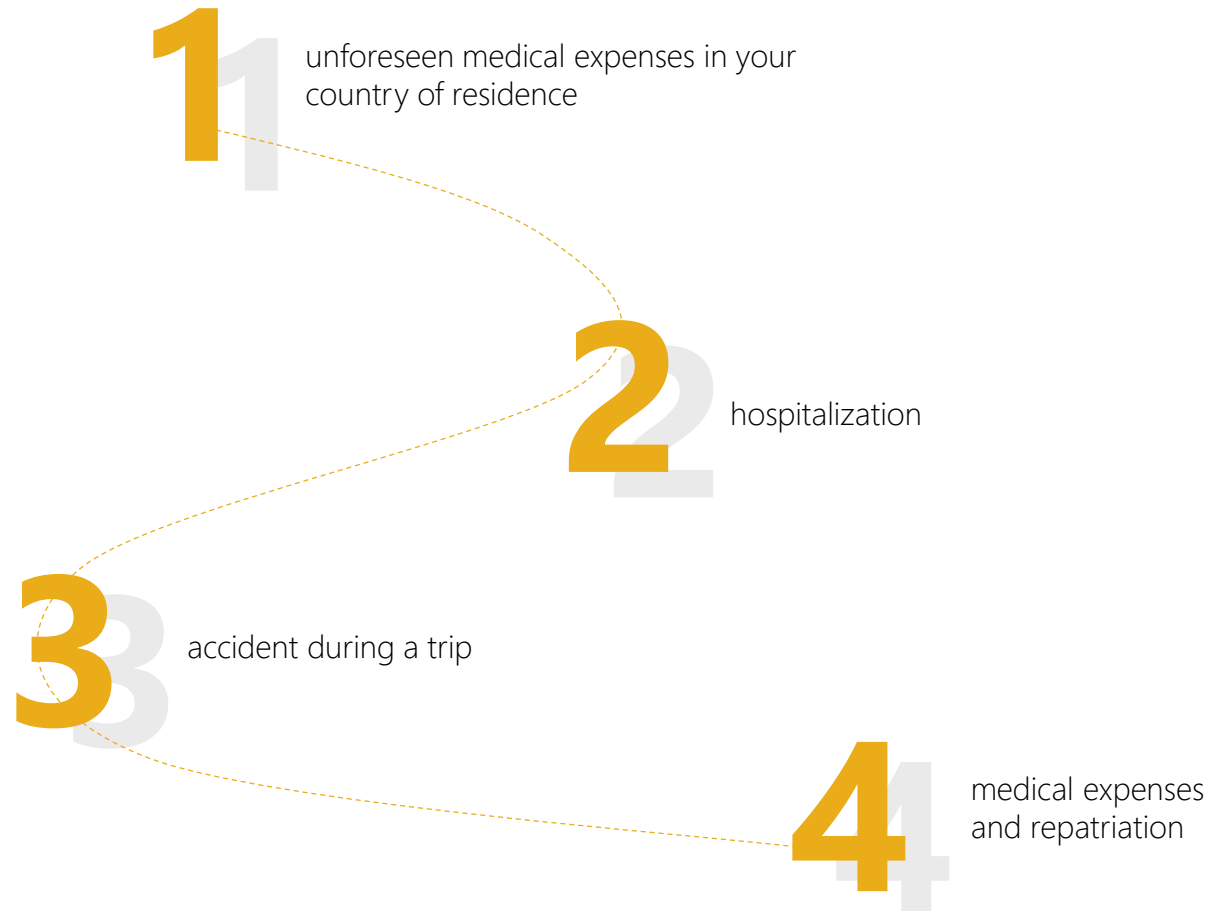 1
unforeseen medical expenses in your
country of residence
2
hospitalization
3
accident during a trip
4
medical expenses
and repatriation